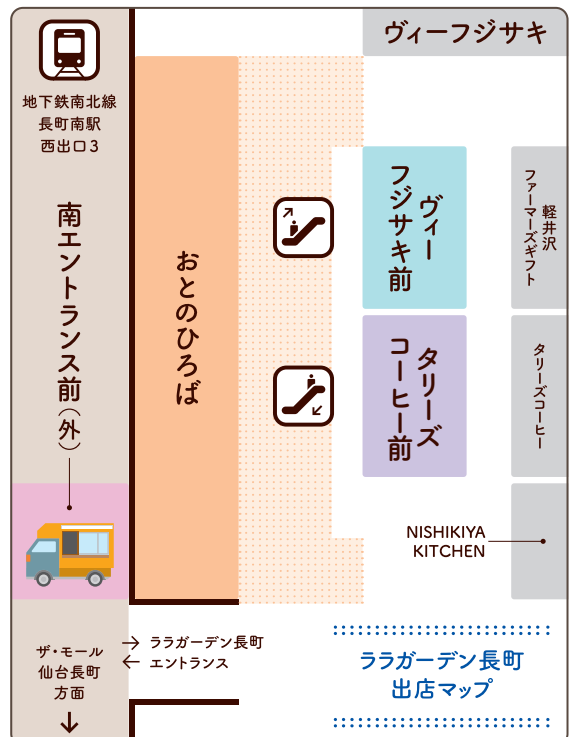 ヴィーフジサキ
地下鉄南北線
長町南駅
西出口3
南エントランス前(外)
おとのひろば
ヴィー
フジサキ前
軽井沢
ファーマーズギフト
タリーズ
コーヒー前
タリーズコーヒー
NISHIKIYA
KITCHEN
ザ・モール
仙台長町
方面
ララガーデン長町
エントランス
ララガーデン長町
出店マップ